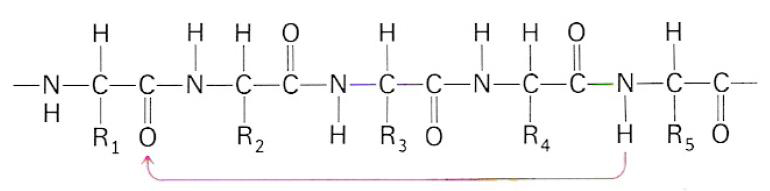 H H H O H H H O H
N C C N C C N C C N C C N C C
H R₁ O R₂ H R₃ O R₄ H R₅ O